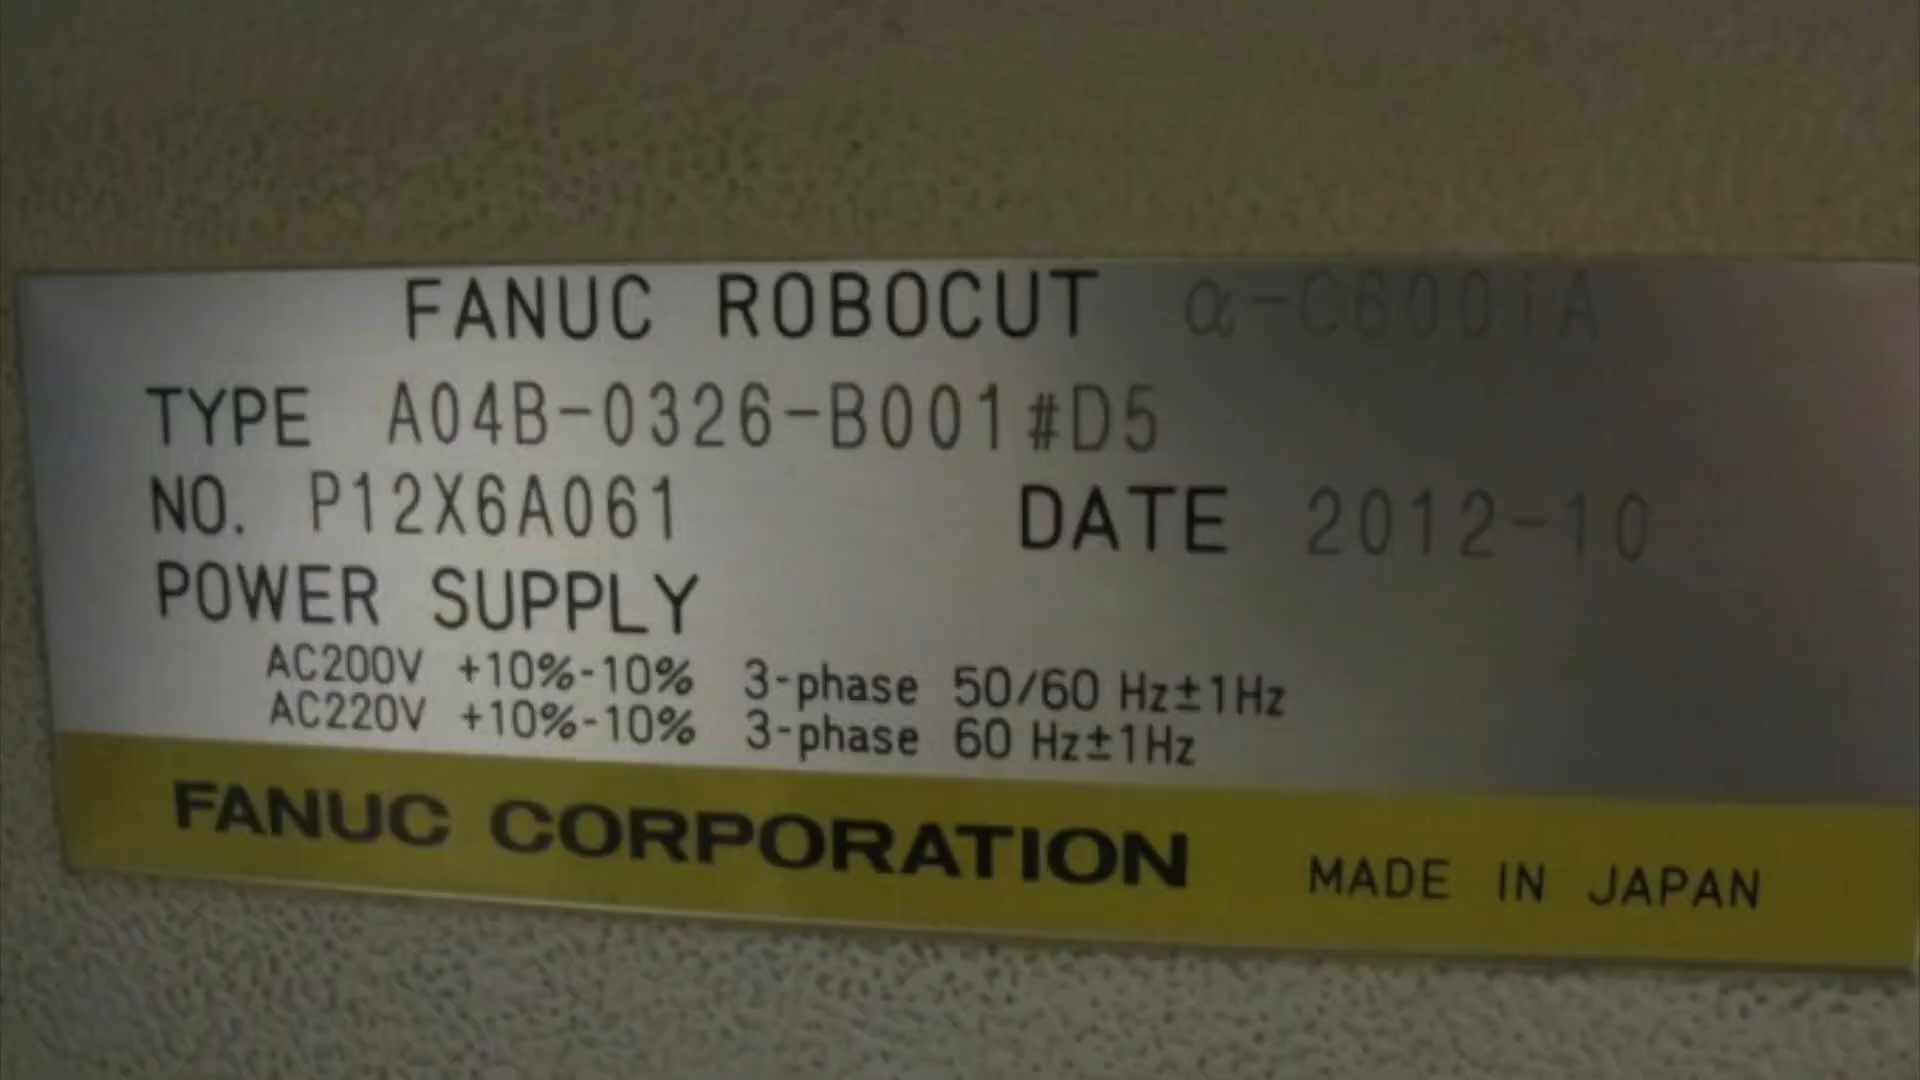 FANUC ROBOCUT α-C600iA
TYPE A04B-0326-B001#D5
NO. P12X6A061 DATE 2012-10
POWER SUPPLY
AC200V +10%-10% 3-phase 50/60 Hz±1Hz
AC220V +10%-10% 3-phase 60 Hz±1Hz
FANUC CORPORATION MADE IN JAPAN